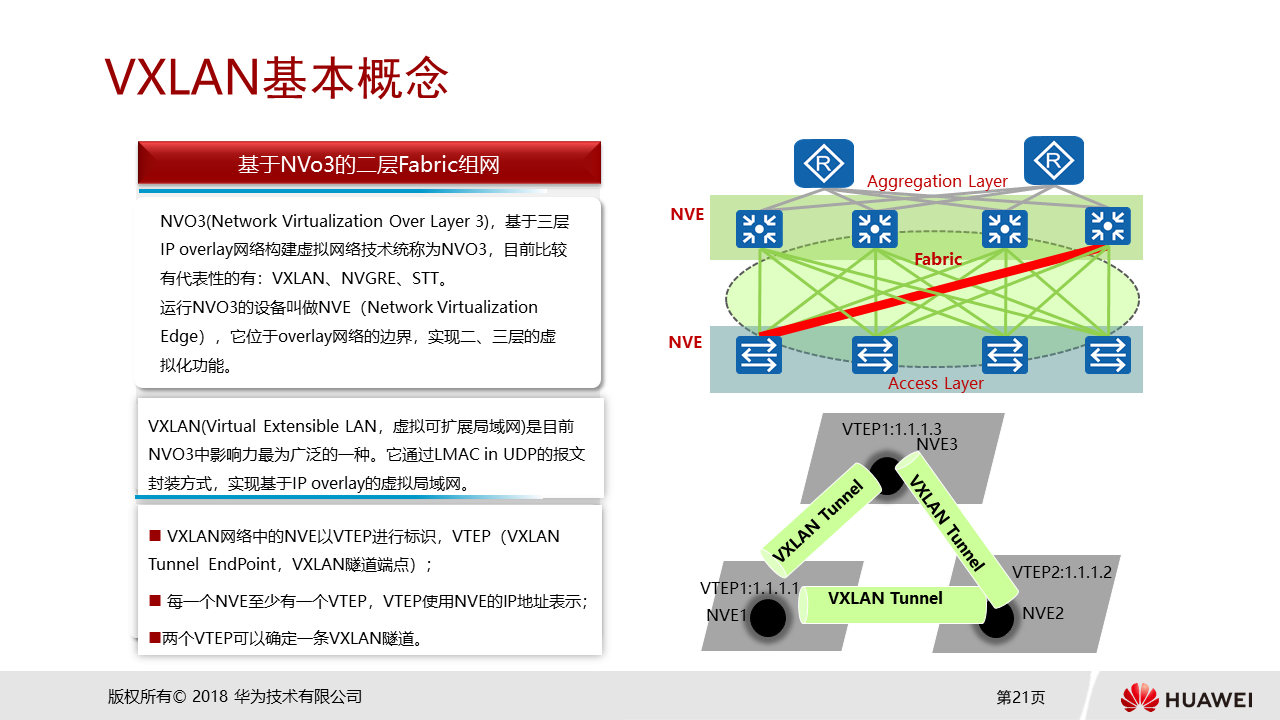 VXLAN基本概念
基于NVo3的二层Fabric组网
NVO3(Network Virtualization Over Layer 3)，基于三层
IP overlay网络构建虚拟网络技术统称为NVO3，目前比较
有代表性的有：VXLAN、NVGRE、STT。
运行NVO3的设备叫做NVE（Network Virtualization
Edge），它位于overlay网络的边界，实现二、三层的虚
拟化功能。
VXLAN(Virtual Extensible LAN，虚拟可扩展局域网)是目前
NVO3中影响力最为广泛的一种。它通过LMAC in UDP的报文
封装方式，实现基于IP overlay的虚拟局域网。
■ VXLAN网络中的NVE以VTEP进行标识，VTEP（VXLAN
Tunnel EndPoint，VXLAN隧道端点）；
■ 每一个NVE至少有一个VTEP，VTEP使用NVE的IP地址表示；
■两个VTEP可以确定一条VXLAN隧道。
R
R
Aggregation Layer
NVE
Fabric
NVE
Access Layer
VTEP1:1.1.1.3
NVE3
VXLAN Tunnel
VXLAN Tunnel
VTEP1:1.1.1.1
NVE1
VXLAN Tunnel
VTEP2:1.1.1.2
NVE2
版权所有© 2018 华为技术有限公司
第21页
HUAWEI